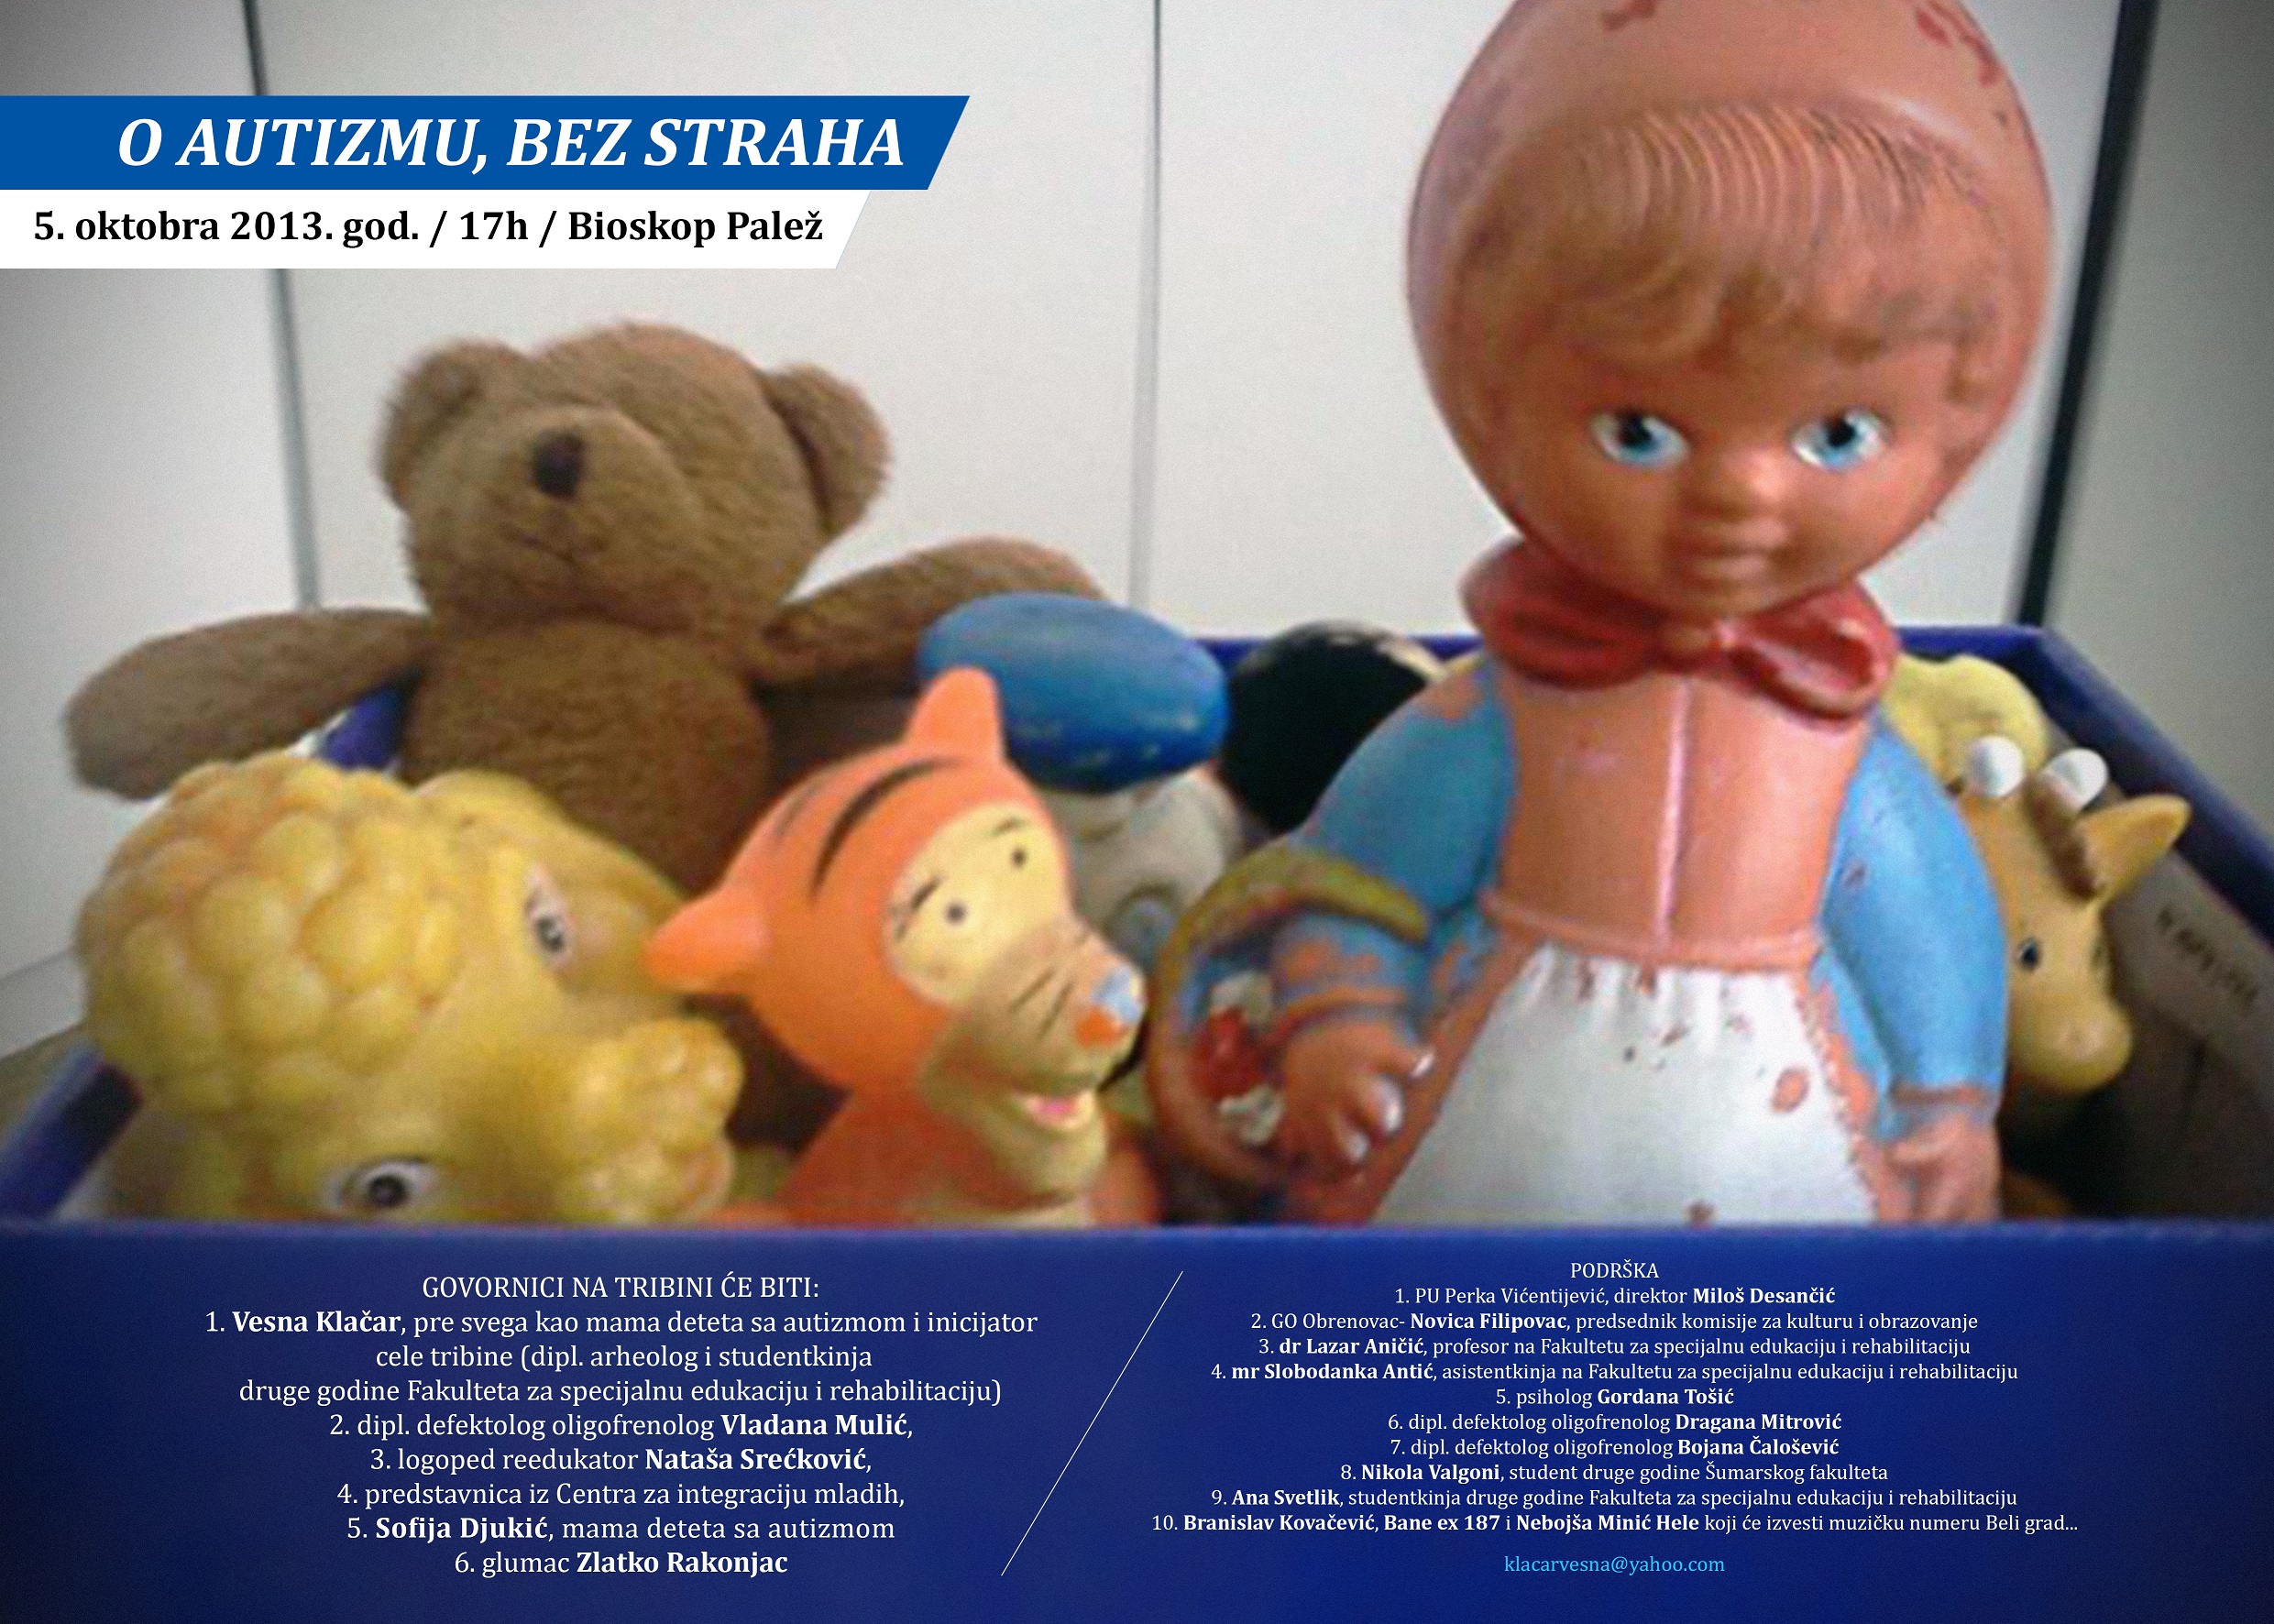 O AUTIZMU, BEZ STRAHA
5. oktobra 2013. god. / 17h / Bioskop Palež
GOVORNICI NA TRIBINI ĆE BITI:
1. Vesna Klačar, pre svega kao mama deteta sa autizmom i inicijator
cele tribine (dipl. arheolog i studentkinja
druge godine Fakulteta za specijalnu edukaciju i rehabilitaciju)
2. dipl. defektolog oligofrenolog Vladana Mulić,
3. logoped reedukator Nataša Srećković,
4. predstavnica iz Centra za integraciju mladih,
5. Sofija Djukić, mama deteta sa autizmom
6. glumac Zlatko Rakonjac
PODRŠKA
1. PU Perka Vićentijević, direktor Miloš Desančić
2. GO Obrenovac- Novica Filipovac, predsednik komisije za kulturu i obrazovanje
3. dr Lazar Aničić, profesor na Fakultetu za specijalnu edukaciju i rehabilitaciju
4. mr Slobodanka Antić, asistentkinja na Fakultetu za specijalnu edukaciju i rehabilitaciju
5. psiholog Gordana Tošić
6. dipl. defektolog oligofrenolog Dragana Mitrović
7. dipl. defektolog oligofrenolog Bojana Čalošević
8. Nikola Valgoni, student druge godine Šumarskog fakulteta
9. Ana Svetlik, studentkinja druge godine Fakulteta za specijalnu edukaciju i rehabilitaciju
10. Branislav Kovačević, Bane ex 187 i Nebojša Minić Hele koji će izvesti muzičku numeru Beli grad...
klacarvesna@yahoo.com